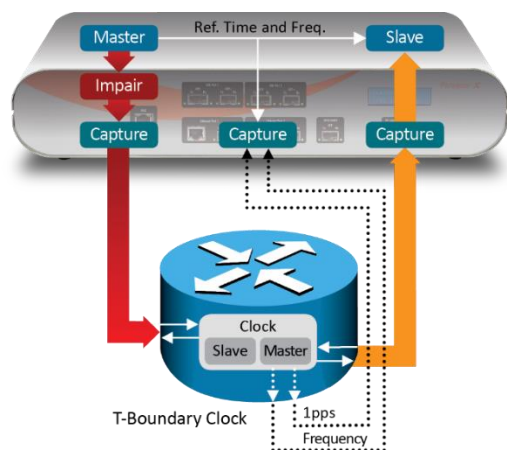 Master
Ref. Time and Freq.
Slave
Impair
Capture
Capture
Capture
Clock
Slave
Master
T-Boundary Clock
1pps
Frequency